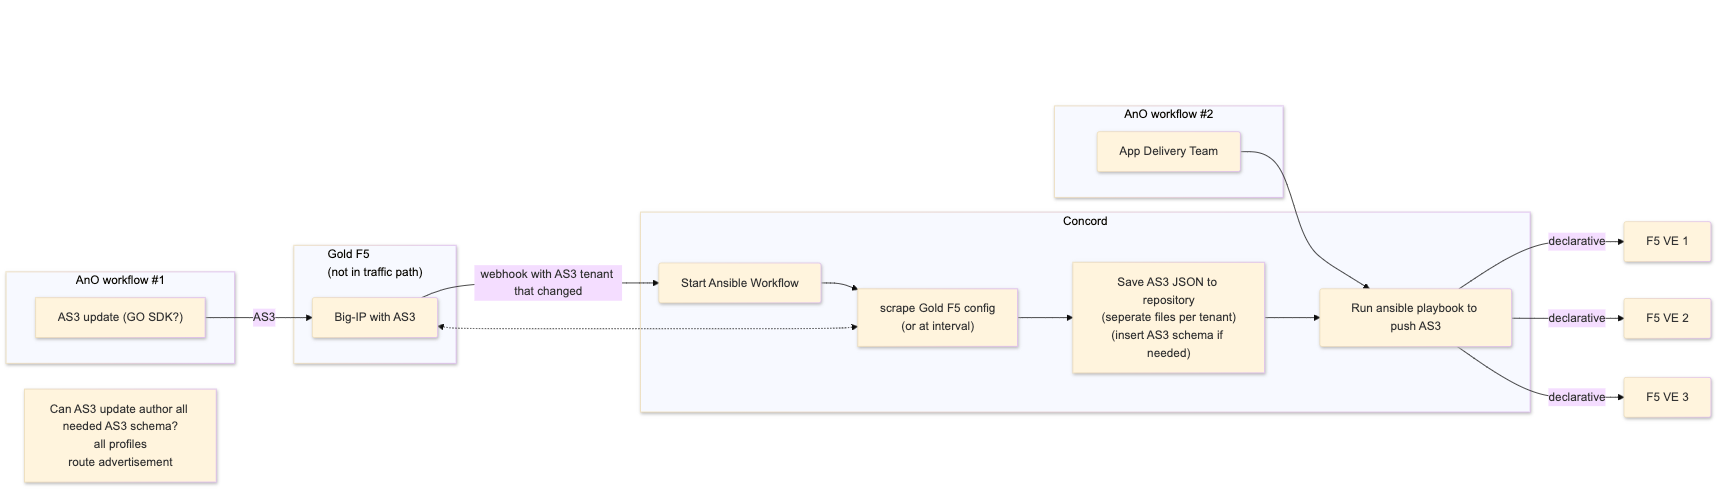 AnO workflow #1
AS3 update (GO SDK?)
Can AS3 update author all
needed AS3 schema?
all profiles
route advertisement
AS3
Gold F5
(not in traffic path)
Big-IP with AS3
webhook with AS3 tenant
that changed
Concord
Start Ansible Workflow
scrape Gold F5 config
(or at interval)
Save AS3 JSON to
repository
(seperate files per tenant)
(insert AS3 schema if
needed)
AnO workflow #2
App Delivery Team
Run ansible playbook to
push AS3
declarative
F5 VE 1
declarative
F5 VE 2
declarative
F5 VE 3